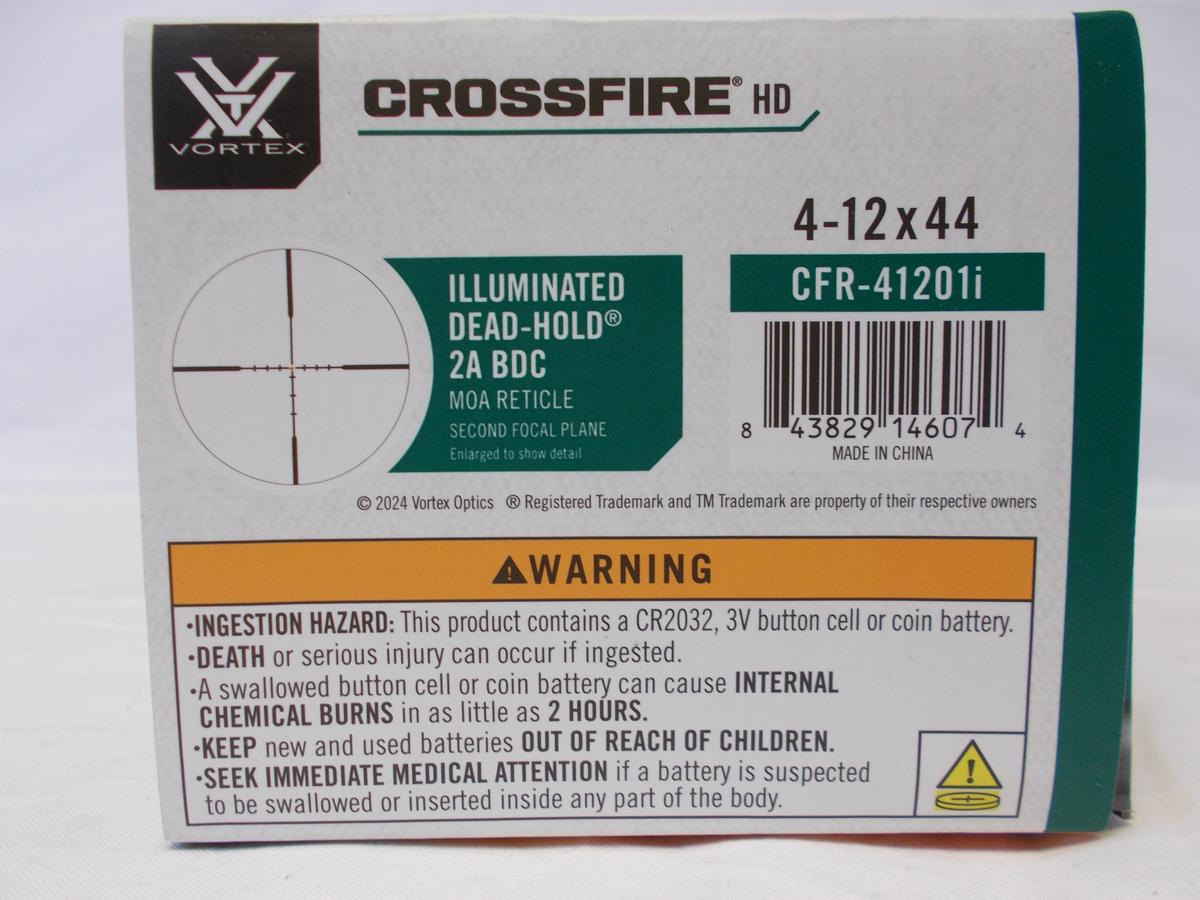 VORTEX®
CROSSFIRE® HD
4-12x44
CFR-41201i
ILLUMINATED
DEAD-HOLD®
2A BDC
MOA RETICLE
SECOND FOCAL PLANE
Enlarged to show detail
8 43829 14607 4
MADE IN CHINA
© 2024 Vortex Optics ® Registered Trademark and TM Trademark are property of their respective owners
WARNING
•INGESTION HAZARD: This product contains a CR2032, 3V button cell or coin battery.
•DEATH or serious injury can occur if ingested.
•A swallowed button cell or coin battery can cause INTERNAL
CHEMICAL BURNS in as little as 2 HOURS.
•KEEP new and used batteries OUT OF REACH OF CHILDREN.
•SEEK IMMEDIATE MEDICAL ATTENTION if a battery is suspected
to be swallowed or inserted inside any part of the body.